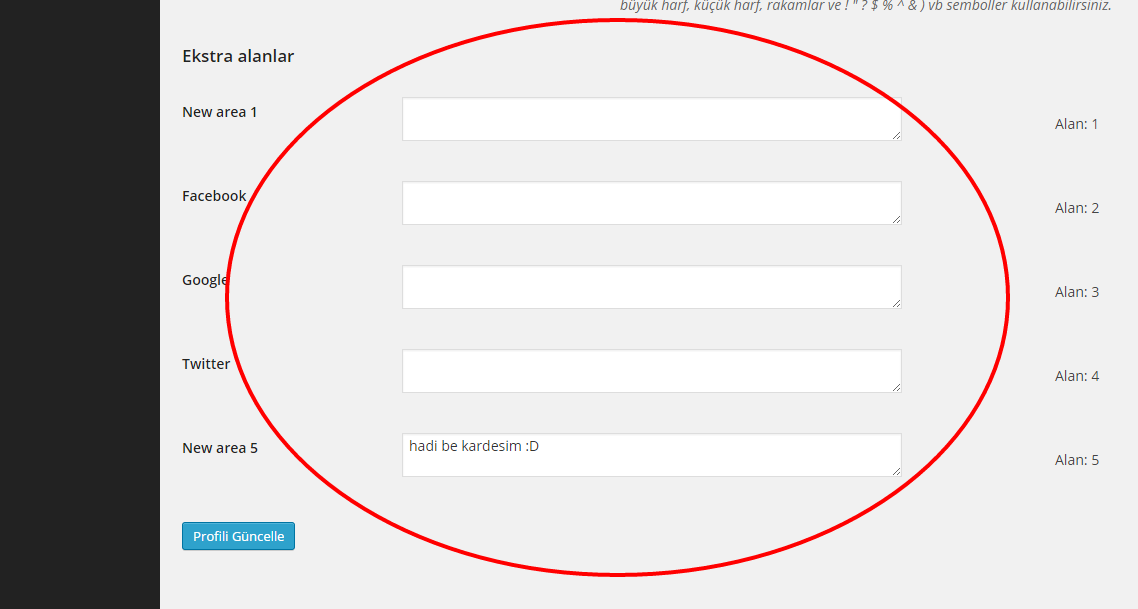 büyük harf, küçük harf, rakamlar ve ! " ? $ % ^ & ) vb semboller kullanabilirsiniz.
Ekstra alanlar
New area 1
Alan: 1
Facebook
Alan: 2
Google
Alan: 3
Twitter
Alan: 4
New area 5
hadi be kardesim :D
Alan: 5
Profili Güncelle